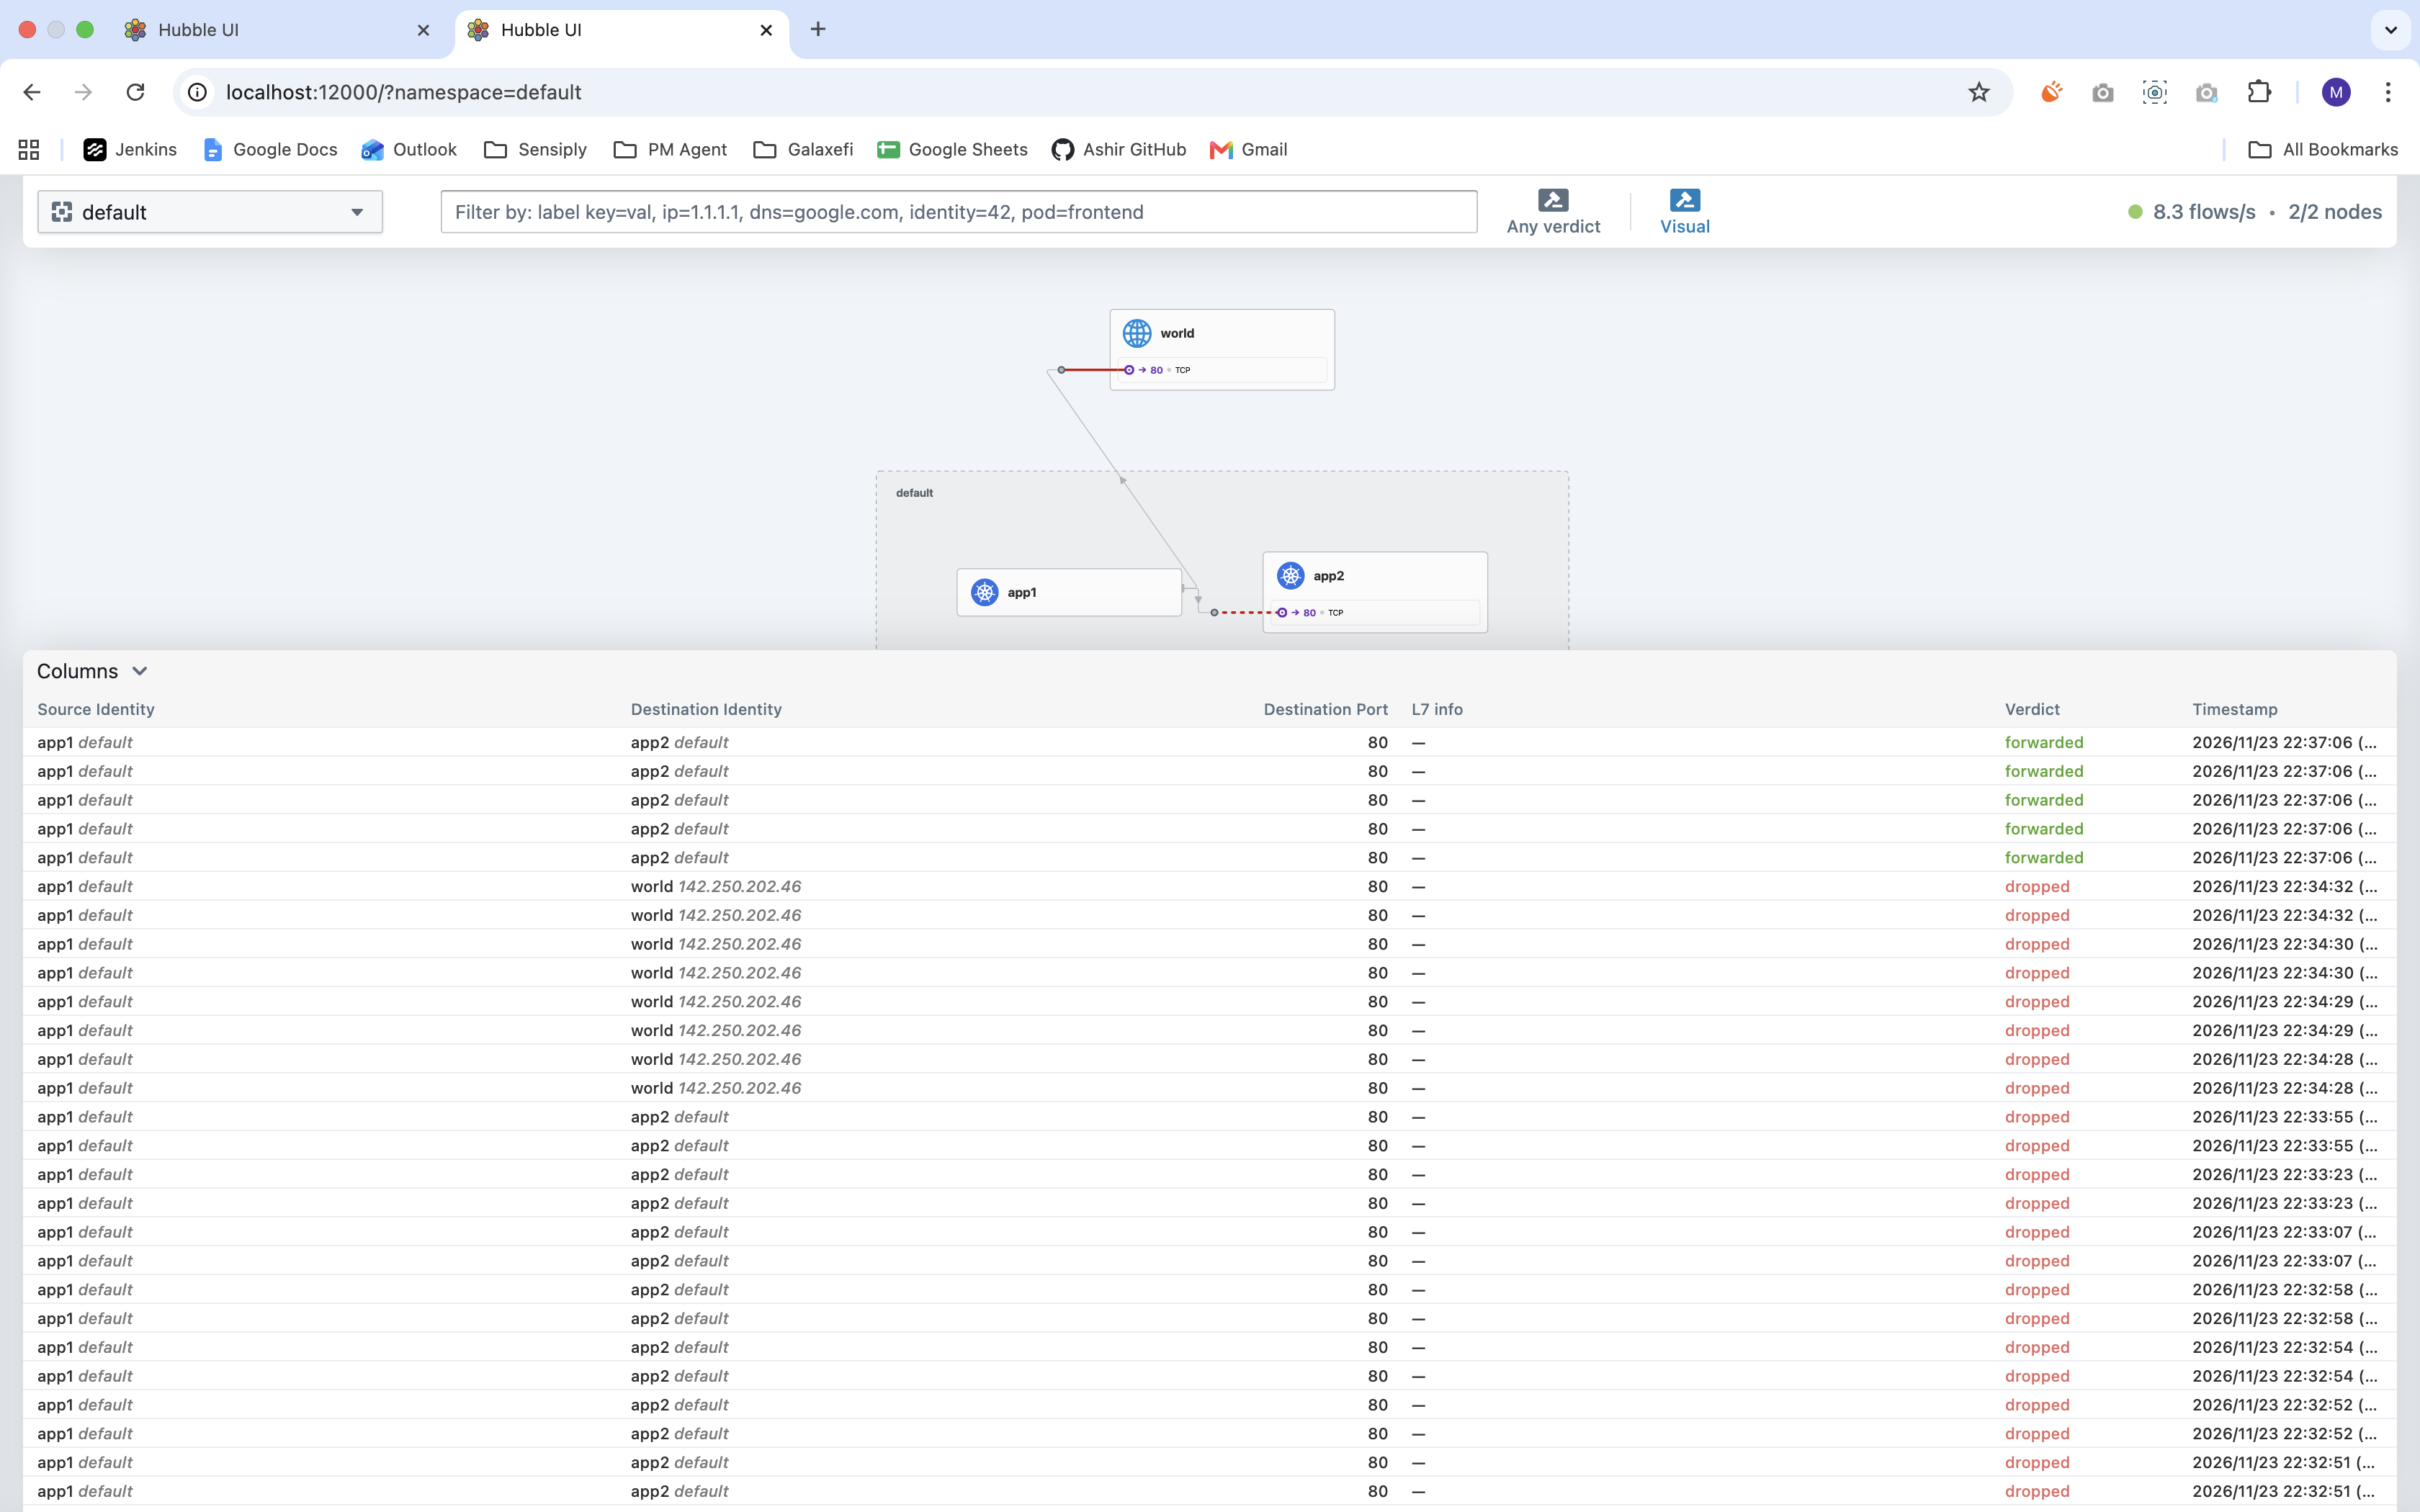 Hubble UI
Hubble UI
localhost:12000/?namespace=default
M
Jenkins Google Docs Outlook Sensiply PM Agent Galaxefi Google Sheets Ashir GitHub Gmail All Bookmarks
default
Filter by: label key=val, ip=1.1.1.1, dns=google.com, identity=42, pod=frontend
Any verdict
Visual
8.3 flows/s • 2/2 nodes
world
→ 80 • TCP
default
app1
app2
→ 80 • TCP
Columns
Source Identity Destination Identity Destination Port L7 info Verdict Timestamp
app1 default app2 default 80 — forwarded 2026/11/23 22:37:06 (...
app1 default app2 default 80 — forwarded 2026/11/23 22:37:06 (...
app1 default app2 default 80 — forwarded 2026/11/23 22:37:06 (...
app1 default app2 default 80 — forwarded 2026/11/23 22:37:06 (...
app1 default app2 default 80 — forwarded 2026/11/23 22:37:06 (...
app1 default world 142.250.202.46 80 — dropped 2026/11/23 22:34:32 (...
app1 default world 142.250.202.46 80 — dropped 2026/11/23 22:34:32 (...
app1 default world 142.250.202.46 80 — dropped 2026/11/23 22:34:30 (...
app1 default world 142.250.202.46 80 — dropped 2026/11/23 22:34:30 (...
app1 default world 142.250.202.46 80 — dropped 2026/11/23 22:34:29 (...
app1 default world 142.250.202.46 80 — dropped 2026/11/23 22:34:29 (...
app1 default world 142.250.202.46 80 — dropped 2026/11/23 22:34:28 (...
app1 default world 142.250.202.46 80 — dropped 2026/11/23 22:34:28 (...
app1 default app2 default 80 — dropped 2026/11/23 22:33:55 (...
app1 default app2 default 80 — dropped 2026/11/23 22:33:55 (...
app1 default app2 default 80 — dropped 2026/11/23 22:33:23 (...
app1 default app2 default 80 — dropped 2026/11/23 22:33:23 (...
app1 default app2 default 80 — dropped 2026/11/23 22:33:07 (...
app1 default app2 default 80 — dropped 2026/11/23 22:33:07 (...
app1 default app2 default 80 — dropped 2026/11/23 22:32:58 (...
app1 default app2 default 80 — dropped 2026/11/23 22:32:58 (...
app1 default app2 default 80 — dropped 2026/11/23 22:32:54 (...
app1 default app2 default 80 — dropped 2026/11/23 22:32:54 (...
app1 default app2 default 80 — dropped 2026/11/23 22:32:52 (...
app1 default app2 default 80 — dropped 2026/11/23 22:32:52 (...
app1 default app2 default 80 — dropped 2026/11/23 22:32:51 (...
app1 default app2 default 80 — dropped 2026/11/23 22:32:51 (...